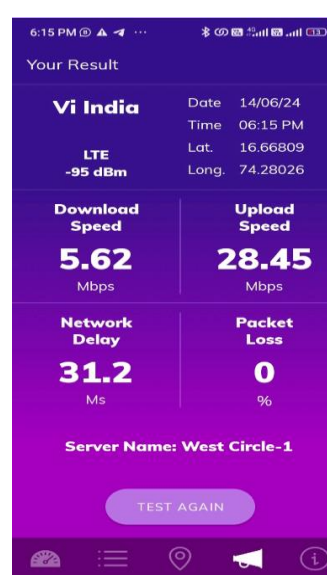 6:15 PM
Your Result
Vi India
LTE
-95 dBm
Date 14/06/24
Time 06:15 PM
Lat. 16.66809
Long. 74.28026
Download Speed
5.62
Mbps
Upload Speed
28.45
Mbps
Network Delay
31.2
Ms
Packet Loss
0
%
Server Name: West Circle-1
TEST AGAIN